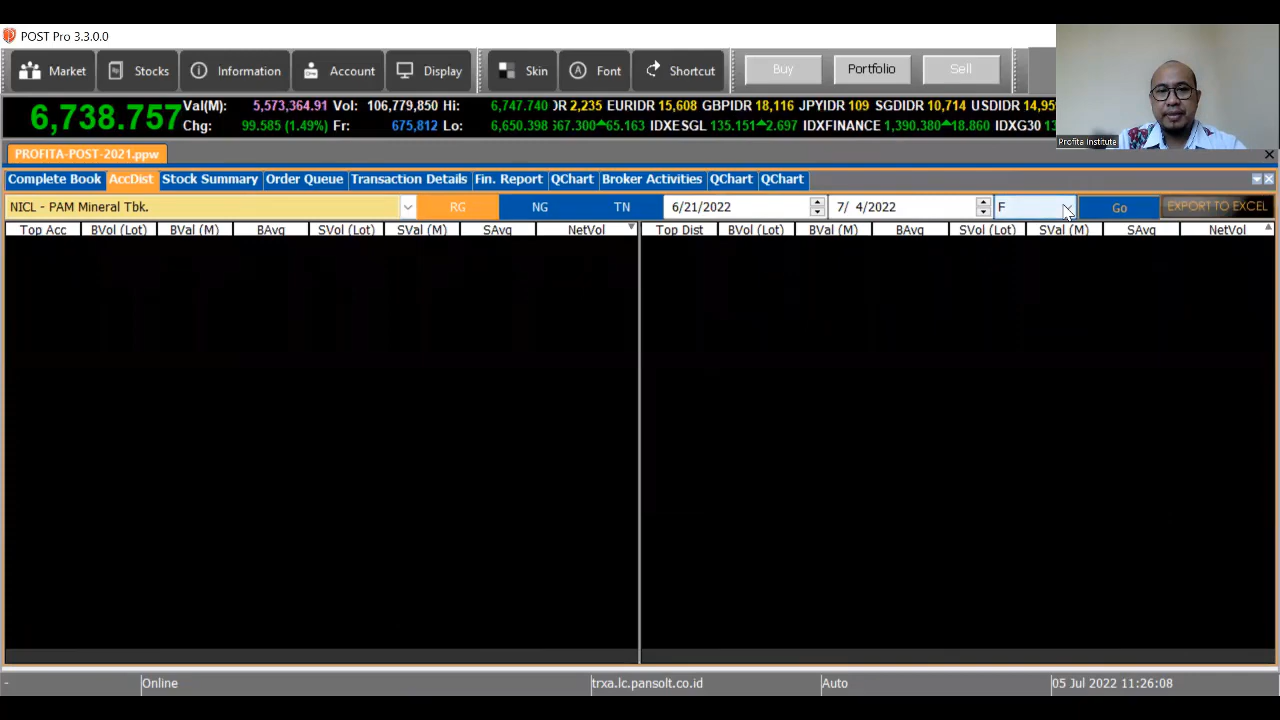 POST Pro 3.3.0.0
Market Stocks Information Account Display Skin Font Shortcut Buy Portfolio Sell
6,738.757 Val(M): 5,573,364.91 Vol: 106,779,850 Hi: 6,747.740 DR 2,235 EURIDR 15,608 GBPIDR 18,116 JPYIDR 109 SGDIDR 10,714 USDIDR 14,95
Chg: 99.585 (1.49%) Fr: 675,812 Lo: 6,650.398 567.300 65.163 IDXESGL 135.151 2.697 IDXFINANCE 1,390.380 18.860 IDXG30 13
Profita Institute
PROFITA-POST-2021.ppw
Complete Book AccDist Stock Summary Order Queue Transaction Details Fin. Report QChart Broker Activities QChart QChart
NICL - PAM Mineral Tbk. RG NG TN 6/21/2022 7/ 4/2022 F Go EXPORT TO EXCEL
Top Acc BVol (Lot) BVal (M) BAvg SVol (Lot) SVal (M) SAvg NetVol Top Dist BVol (Lot) BVal (M) BAvg SVol (Lot) SVal (M) SAvg NetVol
- Online trxa.lc.pansolt.co.id Auto 05 Jul 2022 11:26:08